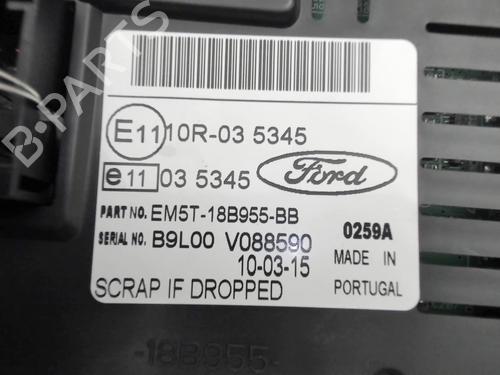 B-PARTS
E11 10R-03 5345
e11 03 5345
Ford
PART NO. EM5T-18B955-BB
SERIAL NO. B9L00 V088590
0259A
10-03-15
MADE IN
PORTUGAL
SCRAP IF DROPPED
-18B955-